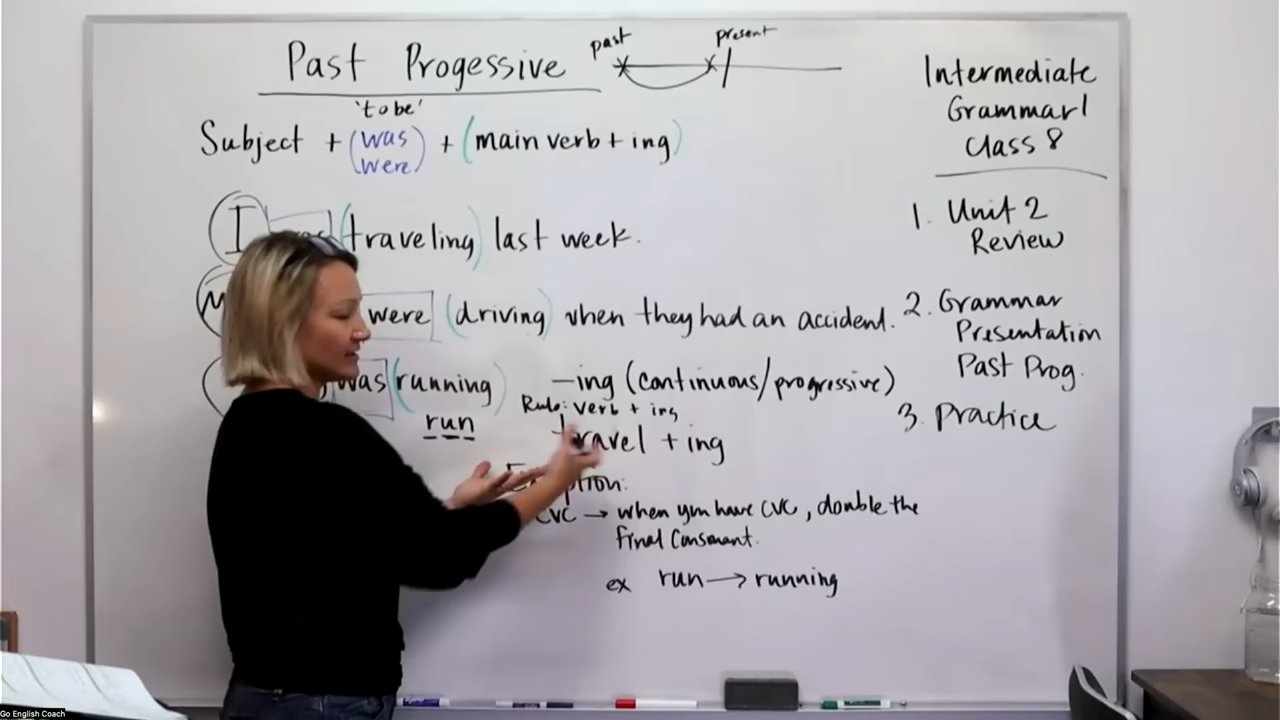 Past Progessive
past
present
'to be'
Subject + (was + (main verb + ing)
were)
I (traveling) last week.
were (driving) when they had an accident.
was (running)
run
-ing (continuous/progressive)
Rule: verb + ing
travel + ing
CVC → when you have CVC, double the
final consonant.
ex run → running
Intermediate
Grammar 1
Class 8
1. Unit 2
Review
2. Grammar
Presentation
Past Prog.
3. Practice
Go English Coach